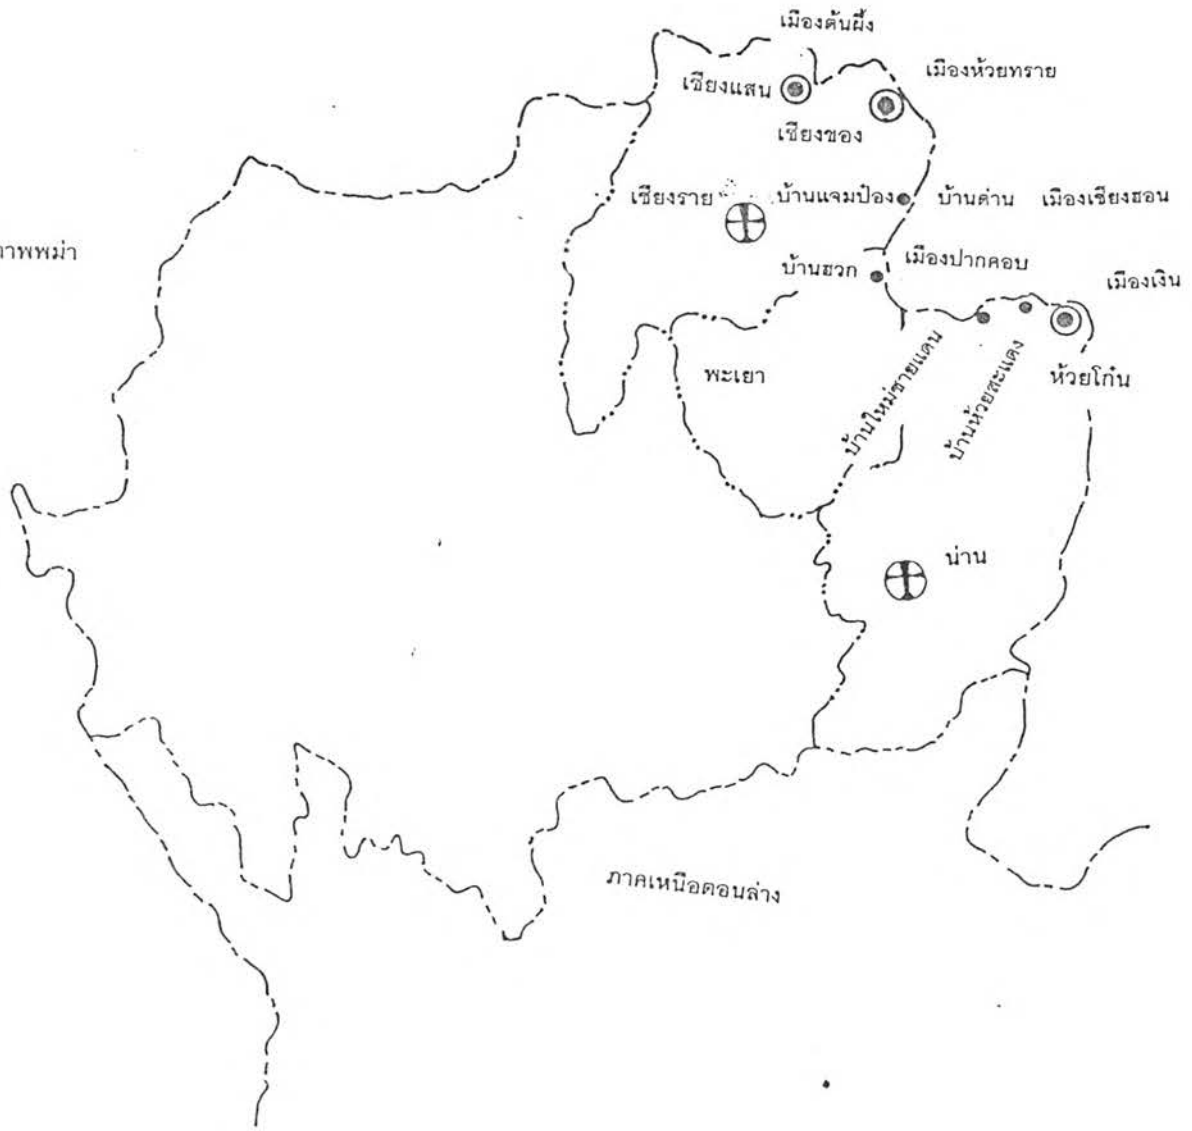 เมืองต้นผึ้ง
เชียงแสน
เมืองห้วยทราย
เชียงของ
เชียงราย
บ้านแจมป๋อง
บ้านด่าน
เมืองเชียงฮอน
ภาพพม่า
บ้านฮวก
เมืองปากคอบ
เมืองเงิน
พะเยา
บ้านใหม่ชายแดน
บ้านห้วยสะแตง
ห้วยโก๋น
น่าน
ภาคเหนือตอนล่าง